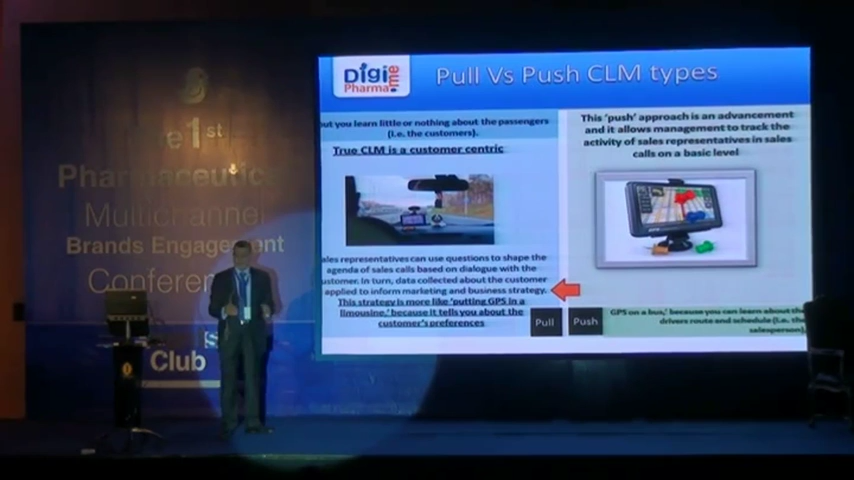 e 1st
Pharmaceutic
Multichannel
Brands Engagement
Conferen
Club
Digi
Pharma.me
Pull Vs Push CLM types
ut you learn little or nothing about the passengers
(i.e. the customers).
True CLM is a customer centric
ales representatives can use questions to shape the
agenda of sales calls based on dialogue with the
ustomer. In turn, data collected about the customer
applied to inform marketing and business strategy.
This strategy is more like 'putting GPS in a
limousine,' because it tells you about the
customer's preferences
Pull
This 'push' approach is an advancement
and it allows management to track the
activity of sales representatives in sales
calls on a basic level
Push
GPS on a bus,' because you can learn about the
drivers route and schedule (i.e. the
salesperson),